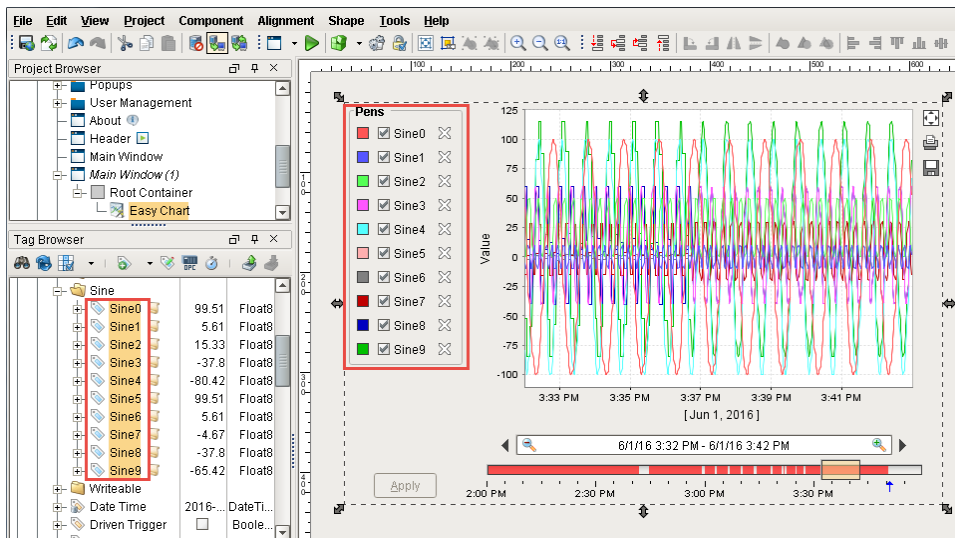 File Edit View Project Component Alignment Shape Tools Help
Project Browser
Popups
User Management
About
Header
Main Window
Main Window (1)
Root Container
Easy Chart
Tag Browser
OPC
Sine
Sine0 99.51 Float8
Sine1 5.61 Float8
Sine2 15.33 Float8
Sine3 -37.8 Float8
Sine4 -80.42 Float8
Sine5 99.51 Float8
Sine6 5.61 Float8
Sine7 -4.67 Float8
Sine8 -37.8 Float8
Sine9 -65.42 Float8
Writeable
Date Time 2016-... DateTi...
Driven Trigger Boole...
100 200 300 400 500 600
100
200
300
400
Pens
Sine0
Sine1
Sine2
Sine3
Sine4
Sine5
Sine6
Sine7
Sine8
Sine9
Apply
Value
125
100
75
50
25
0
-25
-50
-75
-100
3:33 PM 3:35 PM 3:37 PM 3:39 PM 3:41 PM
[ Jun 1, 2016 ]
6/1/16 3:32 PM - 6/1/16 3:42 PM
2:00 PM 2:30 PM 3:00 PM 3:30 PM